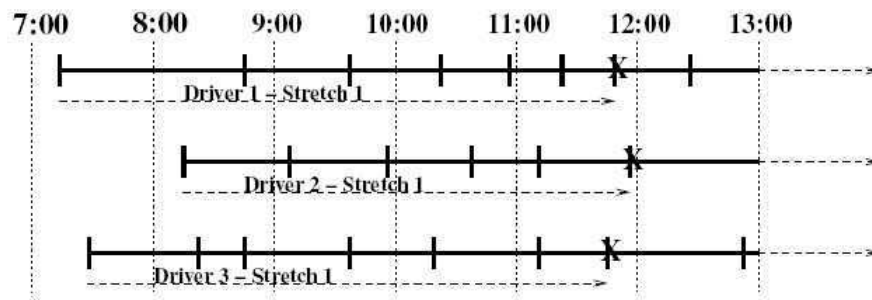 7:00 8:00 9:00 10:00 11:00 12:00 13:00
X
Driver 1 – Stretch 1
X
Driver 2 – Stretch 1
X
Driver 3 – Stretch 1